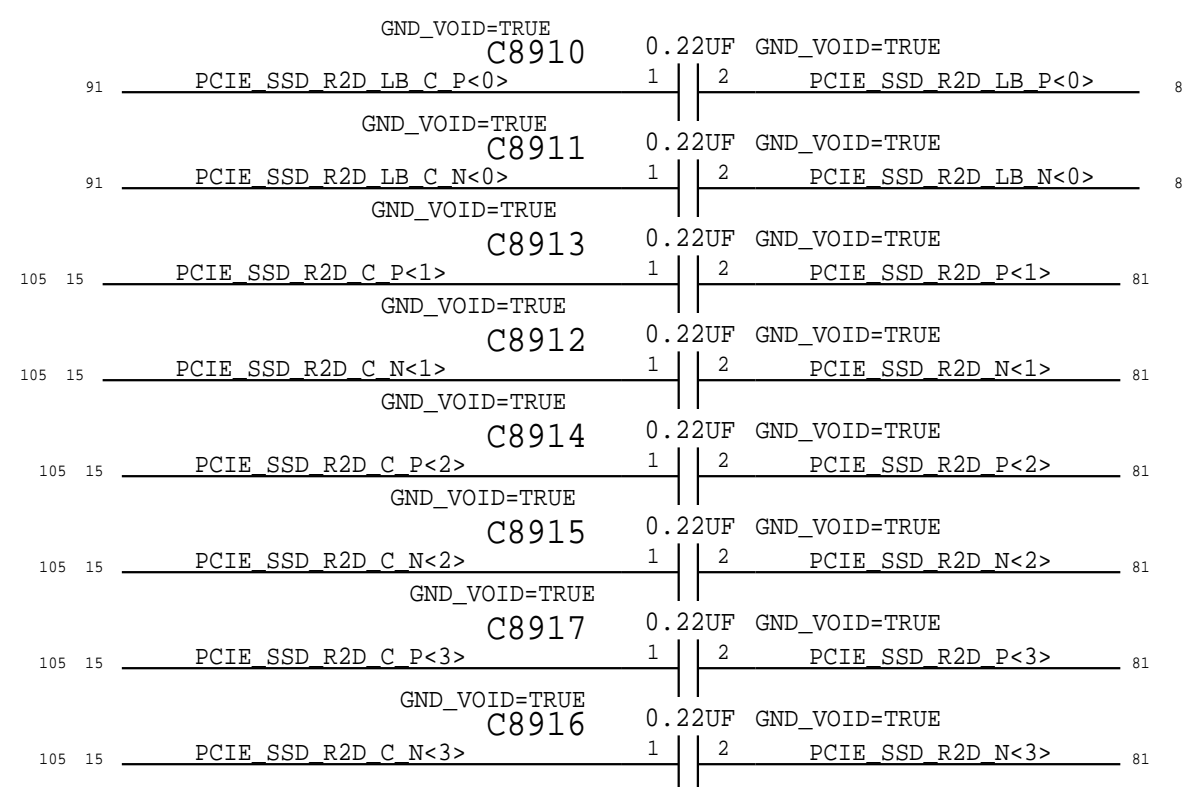 GND_VOID=TRUE
C8910 0.22UF GND_VOID=TRUE
91 PCIE_SSD_R2D_LB_C_P<0> 1 2 PCIE_SSD_R2D_LB_P<0> 8
GND_VOID=TRUE
C8911 0.22UF GND_VOID=TRUE
91 PCIE_SSD_R2D_LB_C_N<0> 1 2 PCIE_SSD_R2D_LB_N<0> 8
GND_VOID=TRUE
C8913 0.22UF GND_VOID=TRUE
105 15 PCIE_SSD_R2D_C_P<1> 1 2 PCIE_SSD_R2D_P<1> 81
GND_VOID=TRUE
C8912 0.22UF GND_VOID=TRUE
105 15 PCIE_SSD_R2D_C_N<1> 1 2 PCIE_SSD_R2D_N<1> 81
GND_VOID=TRUE
C8914 0.22UF GND_VOID=TRUE
105 15 PCIE_SSD_R2D_C_P<2> 1 2 PCIE_SSD_R2D_P<2> 81
GND_VOID=TRUE
C8915 0.22UF GND_VOID=TRUE
105 15 PCIE_SSD_R2D_C_N<2> 1 2 PCIE_SSD_R2D_N<2> 81
GND_VOID=TRUE
C8917 0.22UF GND_VOID=TRUE
105 15 PCIE_SSD_R2D_C_P<3> 1 2 PCIE_SSD_R2D_P<3> 81
GND_VOID=TRUE
C8916 0.22UF GND_VOID=TRUE
105 15 PCIE_SSD_R2D_C_N<3> 1 2 PCIE_SSD_R2D_N<3> 81